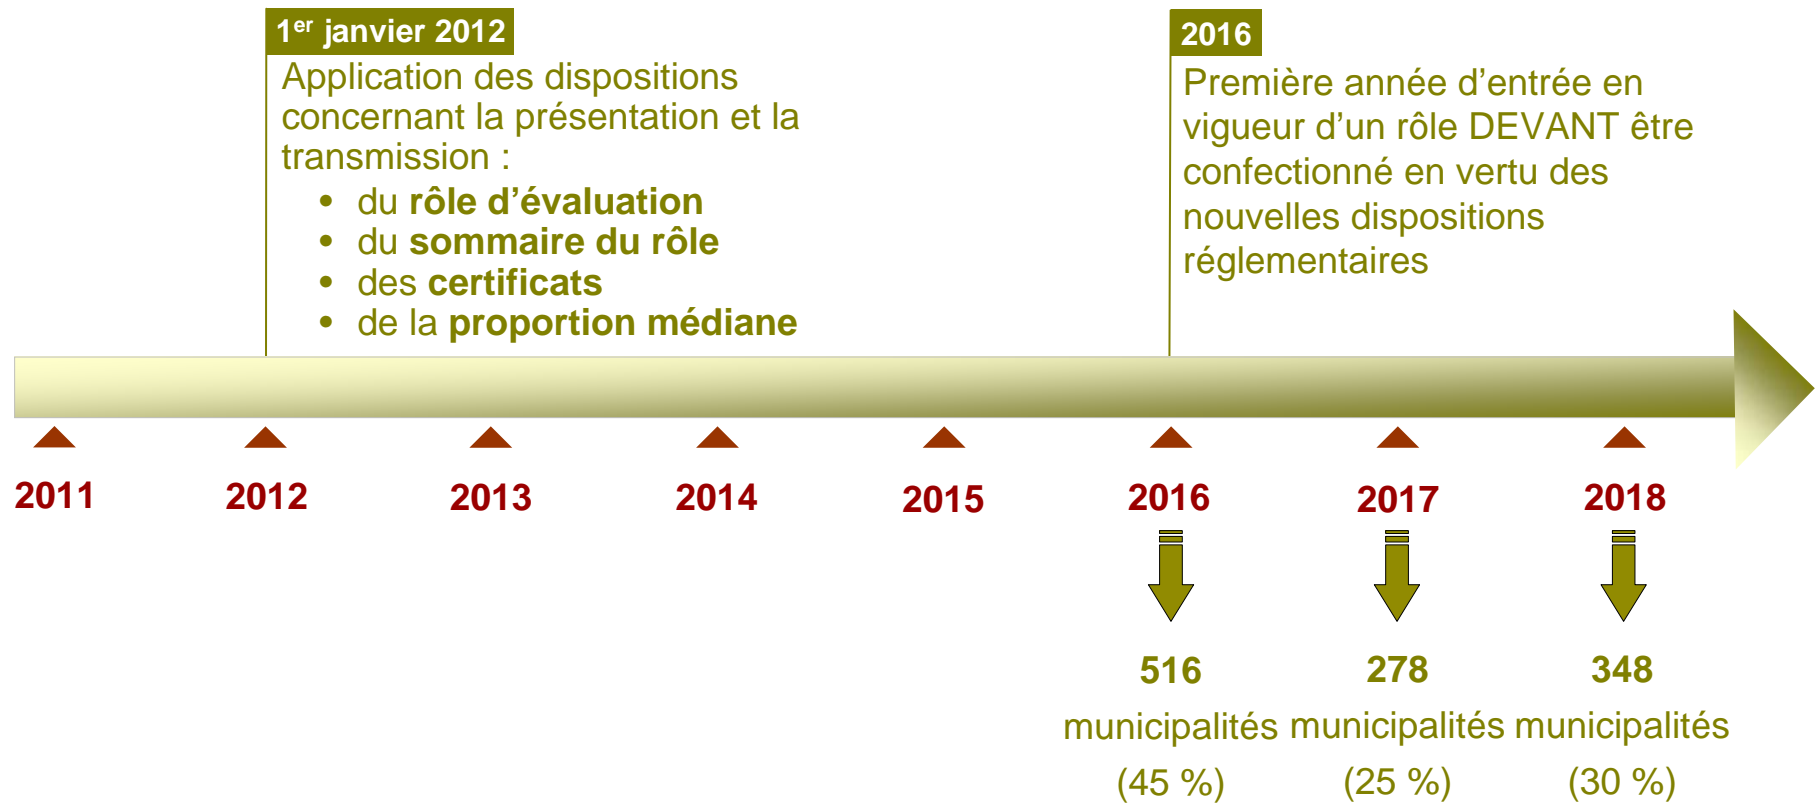 1er janvier 2012
Application des dispositions
concernant la présentation et la
transmission :
• du rôle d’évaluation
• du sommaire du rôle
• des certificats
• de la proportion médiane
2016
Première année d’entrée en
vigueur d’un rôle DEVANT être
confectionné en vertu des
nouvelles dispositions
réglementaires
2011 2012 2013 2014 2015 2016 2017 2018
516 278 348
municipalités municipalités municipalités
(45 %) (25 %) (30 %)